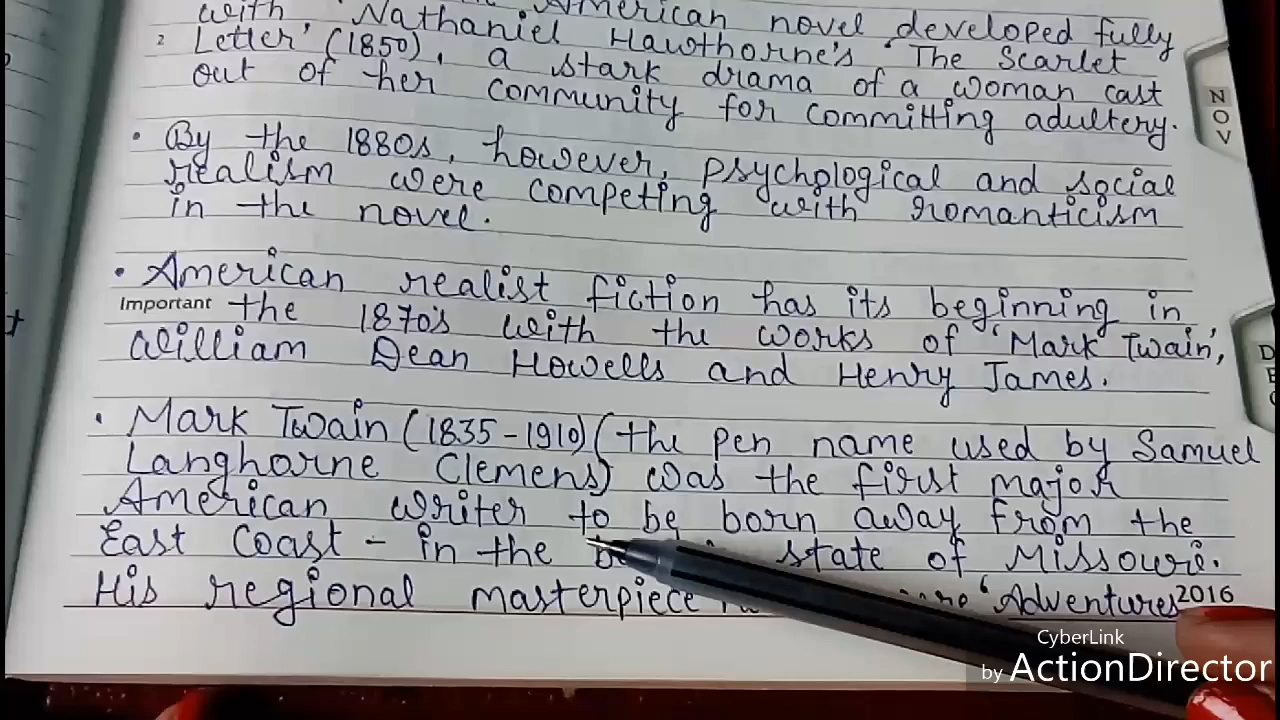 American novel developed fully
with, Nathaniel Hawthorne's 'The Scarlet
2 Letter' (1850), a stark drama of a woman cast
out of her community for committing adultery.
• By the 1880s, however, psychological and social
realism were competing with romanticism
in the novel.
• American realist fiction has its beginning in
Important the 1870's with the works of 'Mark Twain',
William Dean Howells and Henry James.
• Mark Twain (1835-1910) (the pen name used by Samuel
Langhorne Clemens) was the first major
American writer to be born away from the
East Coast - in the state of Missouri.
His regional masterpiece 'Adventures
2016
NOV
CyberLink
by ActionDirector